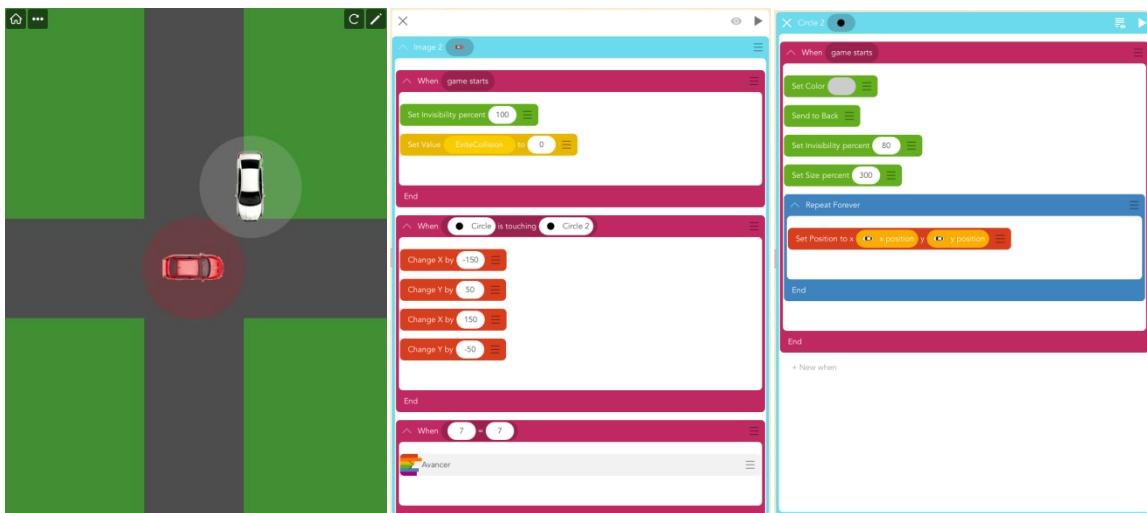 Image 2
When game starts
Set Invisibility percent 100
Set Value ExiteCollision to 0
End
When Circle is touching Circle 2
Change X by -150
Change Y by 50
Change X by 150
Change Y by -50
End
When 7 = 7
Avancer
Circle 2
When game starts
Set Color
Send to Back
Set Invisibility percent 80
Set Size percent 300
Repeat Forever
Set Position to x x position y y position
End
End
+ New when